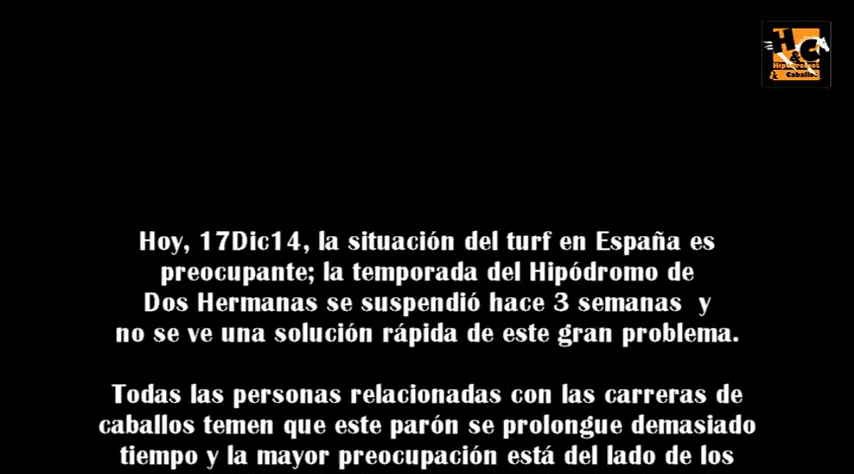 H
&C
Hipódromos
& Caballos
Hoy, 17Dic14, la situación del turf en España es
preocupante; la temporada del Hipódromo de
Dos Hermanas se suspendió hace 3 semanas y
no se ve una solución rápida de este gran problema.
Todas las personas relacionadas con las carreras de
caballos temen que este parón se prolongue demasiado
tiempo y la mayor preocupación está del lado de los